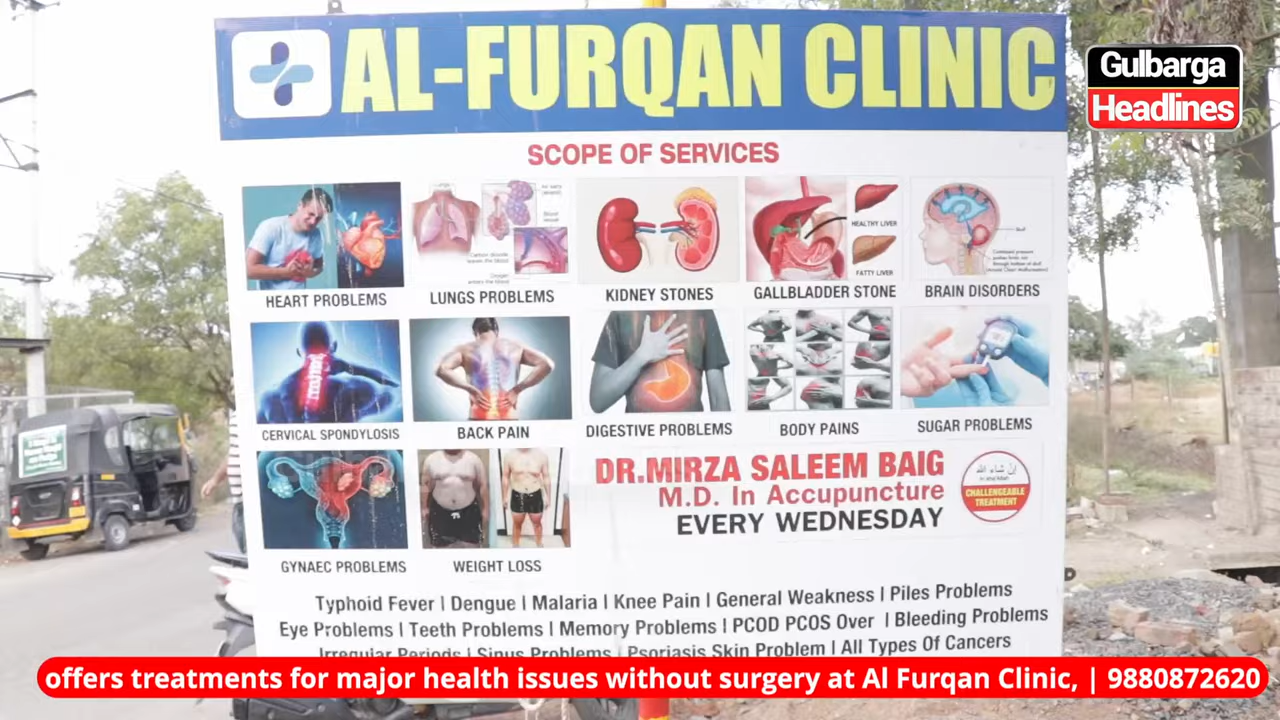 AL-FURQAN CLINIC
Gulbarga
Headlines
SCOPE OF SERVICES
HEALTHY LIVER
FATTY LIVER
HEART PROBLEMS
LUNGS PROBLEMS
KIDNEY STONES
GALLBLADDER STONE
BRAIN DISORDERS
CERVICAL SPONDYLOSIS
BACK PAIN
DIGESTIVE PROBLEMS
BODY PAINS
SUGAR PROBLEMS
GYNAEC PROBLEMS
WEIGHT LOSS
DR.MIRZA SALEEM BAIG
M.D. In Accupuncture
EVERY WEDNESDAY
CHALLENGEABLE
TREATMENT
Typhoid Fever | Dengue | Malaria | Knee Pain | General Weakness | Piles Problems
Eye Problems | Teeth Problems | Memory Problems | PCOD PCOS Over | Bleeding Problems
Irregular Periods | Sinus Problems | Psoriasis Skin Problem | All Types Of Cancers
offers treatments for major health issues without surgery at Al Furqan Clinic, | 9880872620